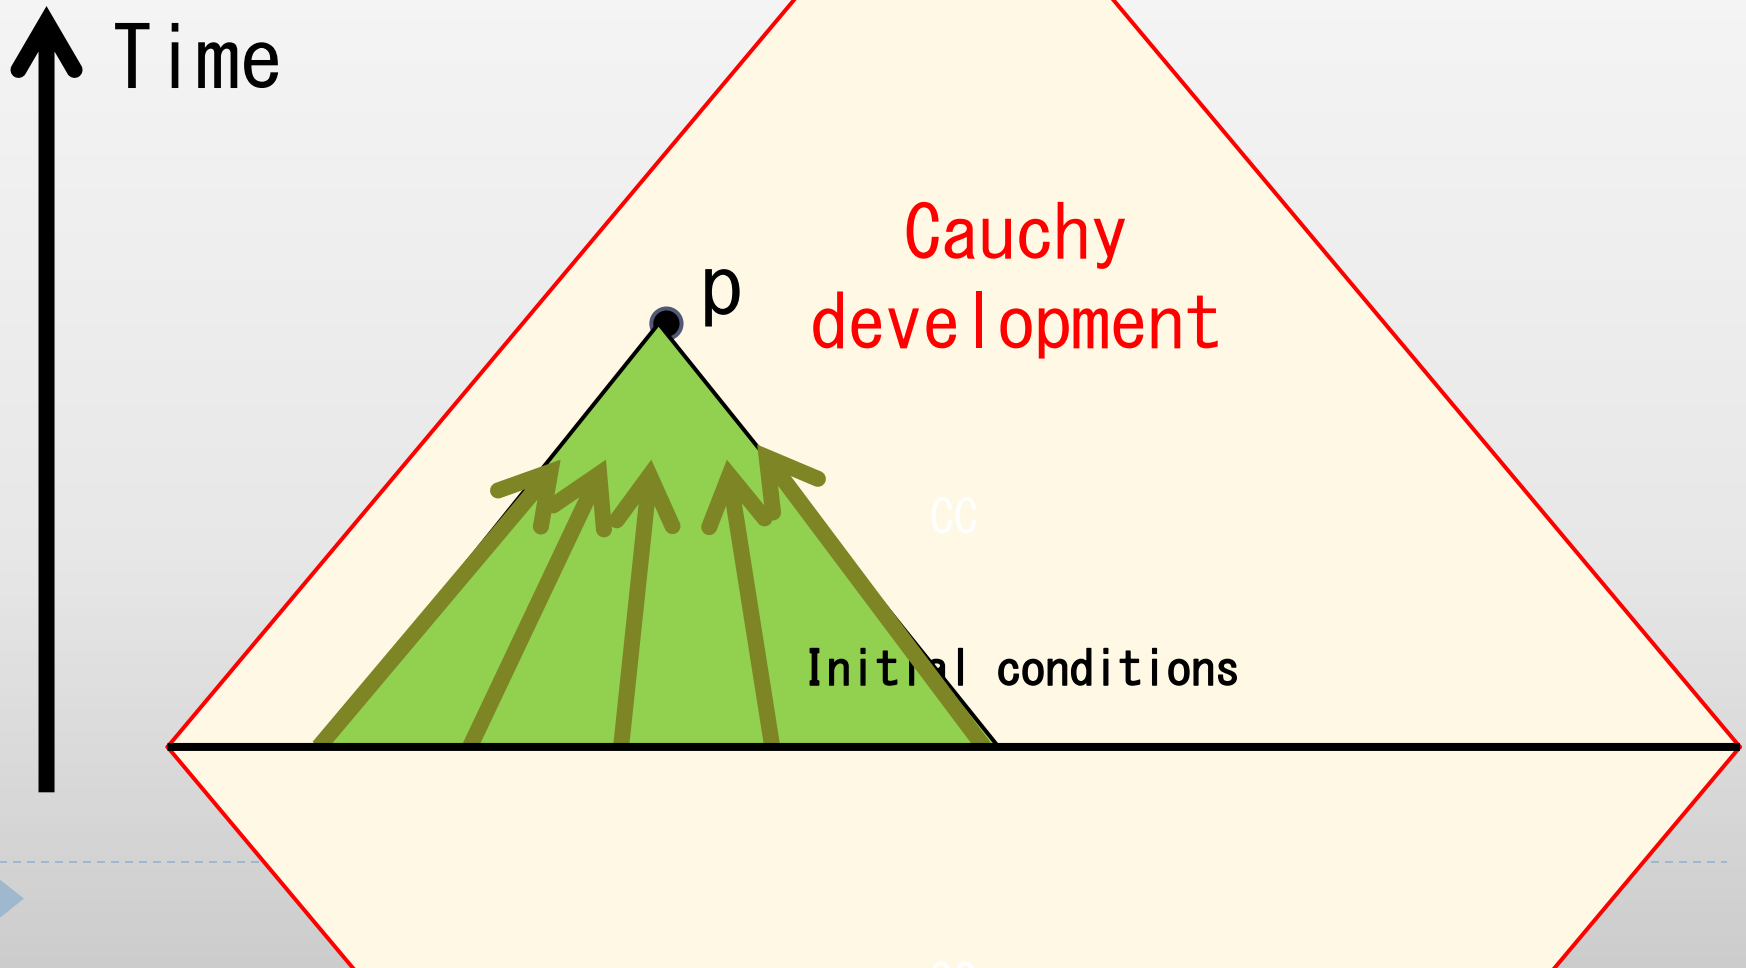 Time
Cauchy
development
p
CC
Initial conditions